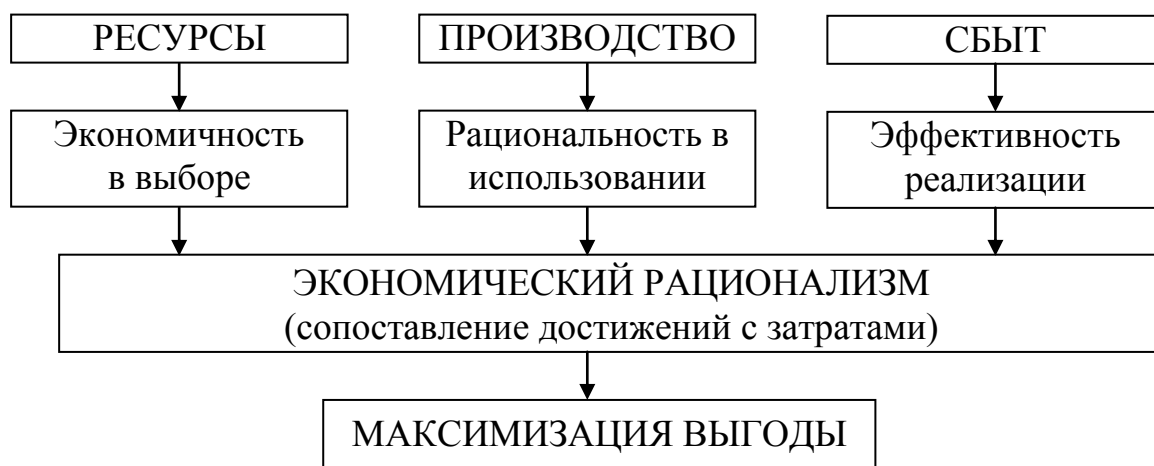 РЕСУРСЫ
ПРОИЗВОДСТВО
СБЫТ
Экономичность
в выборе
Рациональность в
использовании
Эффективность
реализации
ЭКОНОМИЧЕСКИЙ РАЦИОНАЛИЗМ
(сопоставление достижений с затратами)
МАКСИМИЗАЦИЯ ВЫГОДЫ